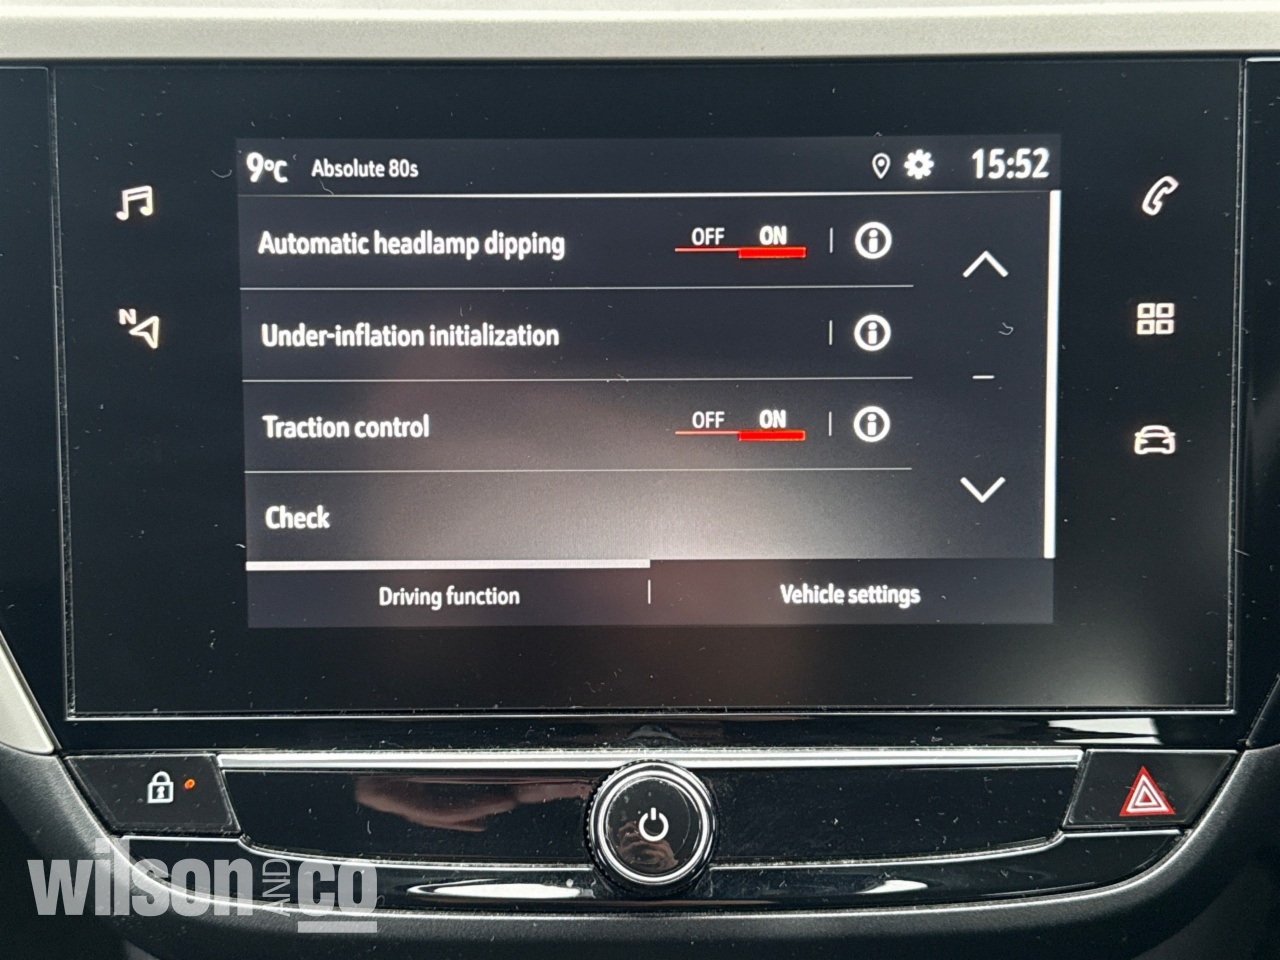 9°C Absolute 80s 15:52
Automatic headlamp dipping OFF ON
Under-inflation initialization
Traction control OFF ON
Check
Driving function Vehicle settings
N
wilson AND co